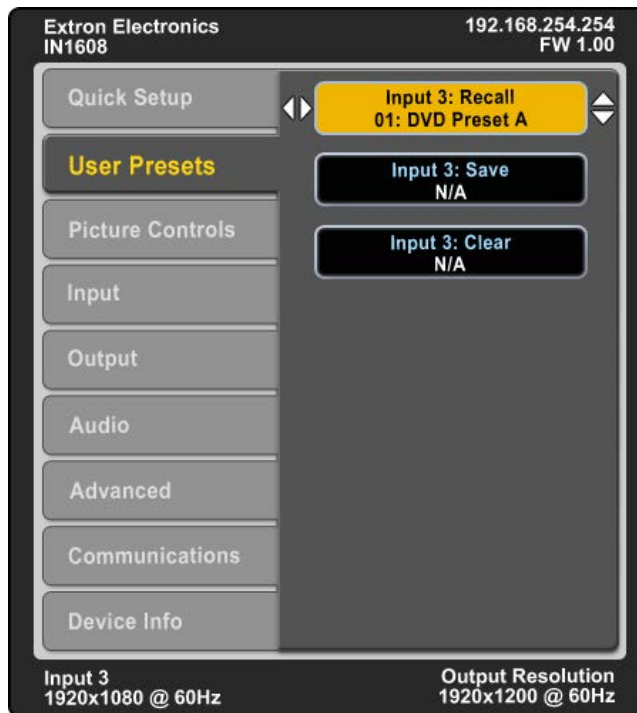 Extron Electronics
IN1608
192.168.254.254
FW 1.00
Quick Setup
User Presets
Picture Controls
Input
Output
Audio
Advanced
Communications
Device Info
Input 3: Recall
01: DVD Preset A
Input 3: Save
N/A
Input 3: Clear
N/A
Input 3
1920x1080 @ 60Hz
Output Resolution
1920x1200 @ 60Hz